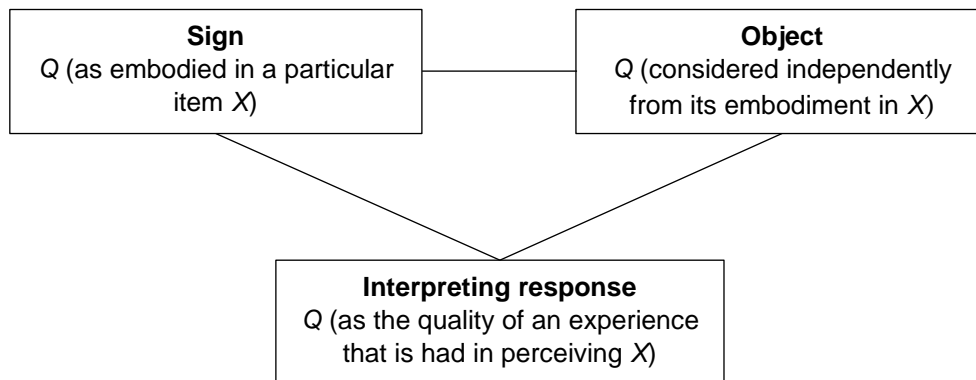 Sign
Q (as embodied in a particular
item X)
Object
Q (considered independently
from its embodiment in X)
Interpreting response
Q (as the quality of an experience
that is had in perceiving X)